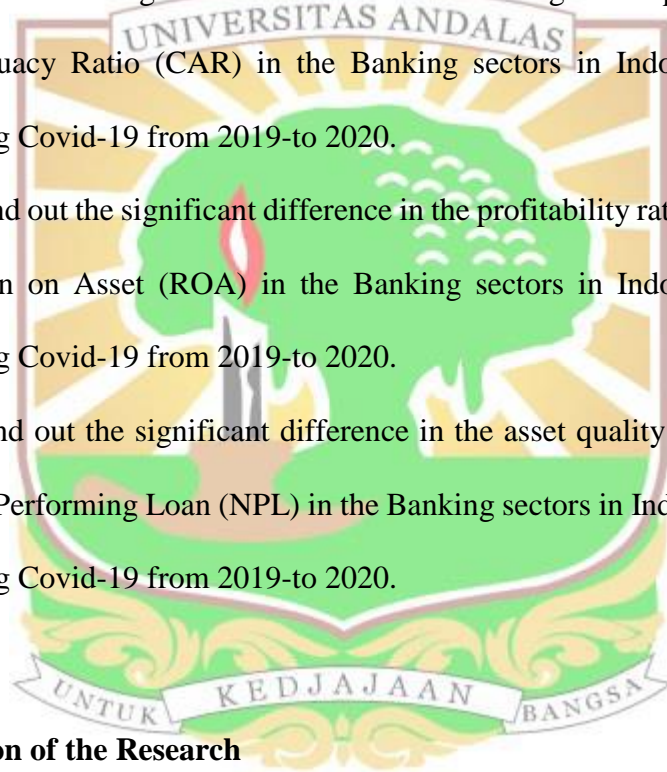 UNIVERSITAS ANDALAS
uacy Ratio (CAR) in the Banking sectors in Indo
g Covid-19 from 2019-to 2020.
nd out the significant difference in the profitability rat
n on Asset (ROA) in the Banking sectors in Indo
g Covid-19 from 2019-to 2020.
nd out the significant difference in the asset quality
Performing Loan (NPL) in the Banking sectors in Ind
g Covid-19 from 2019-to 2020.
UNTUK KEDJAJAAN BANGSA
on of the Research